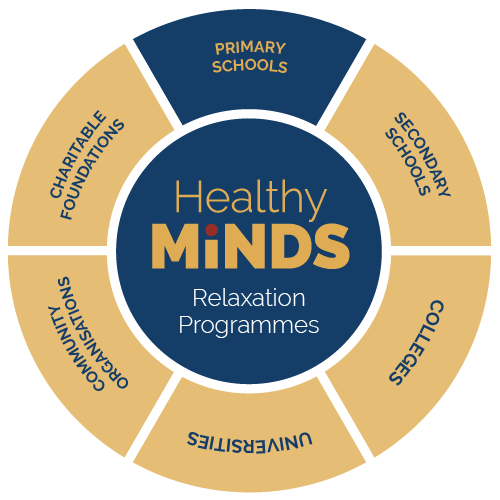 PRIMARY
SCHOOLS
SECONDARY
SCHOOLS
COLLEGES
UNIVERSITIES
COMMUNITY
ORGANISATIONS
CHARITABLE
FOUNDATIONS
Healthy
MiNDS
Relaxation
Programmes